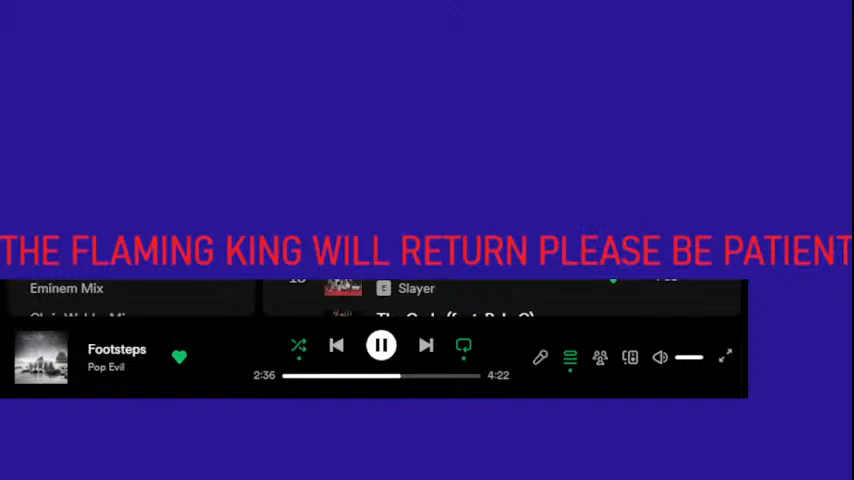 THE FLAMING KING WILL RETURN PLEASE BE PATIENT
Eminem Mix
E Slayer
Footsteps
Pop Evil
2:36
4:22